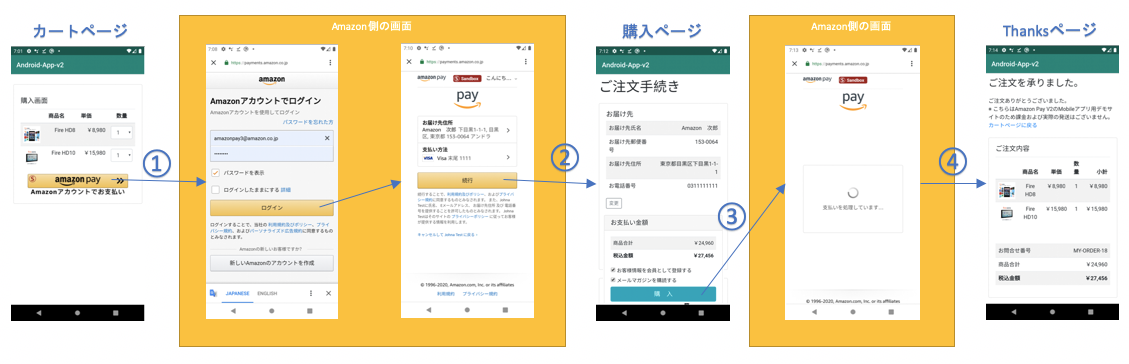 カートページ
7:01
Android-App-v2
購入画面
商品名 単価 数量
Fire HD8 ¥8,980 1
Fire HD10 ¥15,980 1
amazon pay
Amazonアカウントでお支払い
①
Amazon側の画面
7:08
https://payments.amazon.co.jp
amazon
Amazonアカウントでログイン
Amazonアカウントを使用してログイン
パスワードを忘れた方
amazonpay3@amazon.co.jp
パスワードを表示
ログインしたままにする 詳細
ログイン
ログインすることで、当社の 利用規約及びポリシー、プライ
バシー規約、およびパーソナライズド広告規約に同意するもの
とみなされます。
Amazonの新しいお客様ですか?
新しいAmazonのアカウントを作成
JAPANESE ENGLISH
7:10
https://payments.amazon.co.jp
amazon pay Sandbox こんにち...
pay
お届け先住所
Amazon 次郎 下目黒1-1-1, 目黒
区, 東京都 153-0064 アンドラ
支払い方法
VISA Visa 末尾 1111
続行
キャンセルして Jahoa Testに戻る
© 1996-2020, Amazon.com, Inc. or its affiliates
利用規約 プライバシー規約
②
購入ページ
7:12
Android-App-v2
ご注文手続き
お届け先
お届け先氏名 Amazon 次郎
お届け先郵便番号 153-0064
お届け先住所 東京都目黒区下目黒1-1-1
お電話番号 0311111111
変更
お支払い金額
商品合計 ¥24,960
税込金額 ¥27,456
お客様情報を会員として登録する
メールマガジンを購読する
購 入
③
Amazon側の画面
7:13
https://payments.amazon.co.jp
amazon pay Sandbox
pay
支払いを処理しています...
© 1996-2020, Amazon.com, Inc. or its affiliates
④
Thanksページ
7:14
Android-App-v2
ご注文を承りました。
ご注文ありがとうございました。
※ こちらはAmazon Pay V2のMobileアプリ用デモサ
イトのため課金および実際の発送はございません。
カートページに戻る
ご注文内容
商品名 単価 数量 小計
Fire HD8 ¥8,980 1 ¥8,980
Fire HD10 ¥15,980 1 ¥15,980
お問合せ番号 MY-ORDER-18
商品合計 ¥24,960
税込金額 ¥27,456